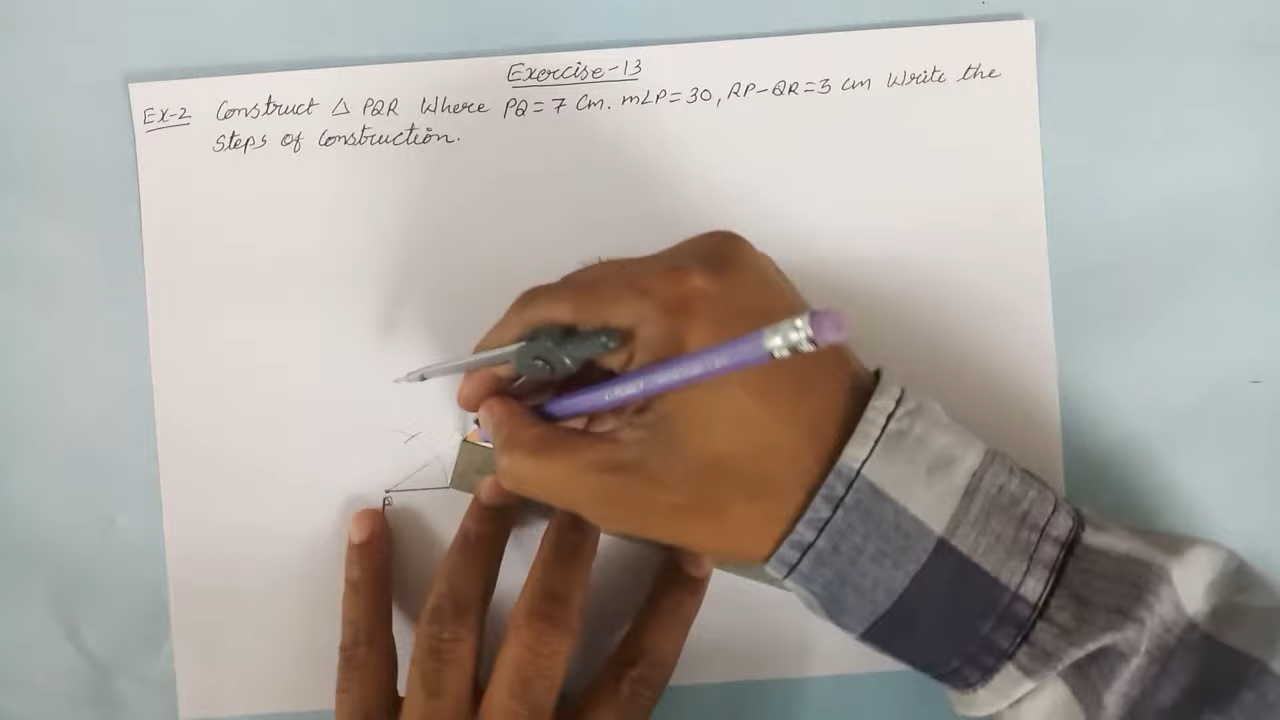 Exercise-13
Ex-2 Construct △ PQR Where PQ = 7 Cm. m∠P = 30, RP - QR = 3 cm Write the
steps of construction.
P